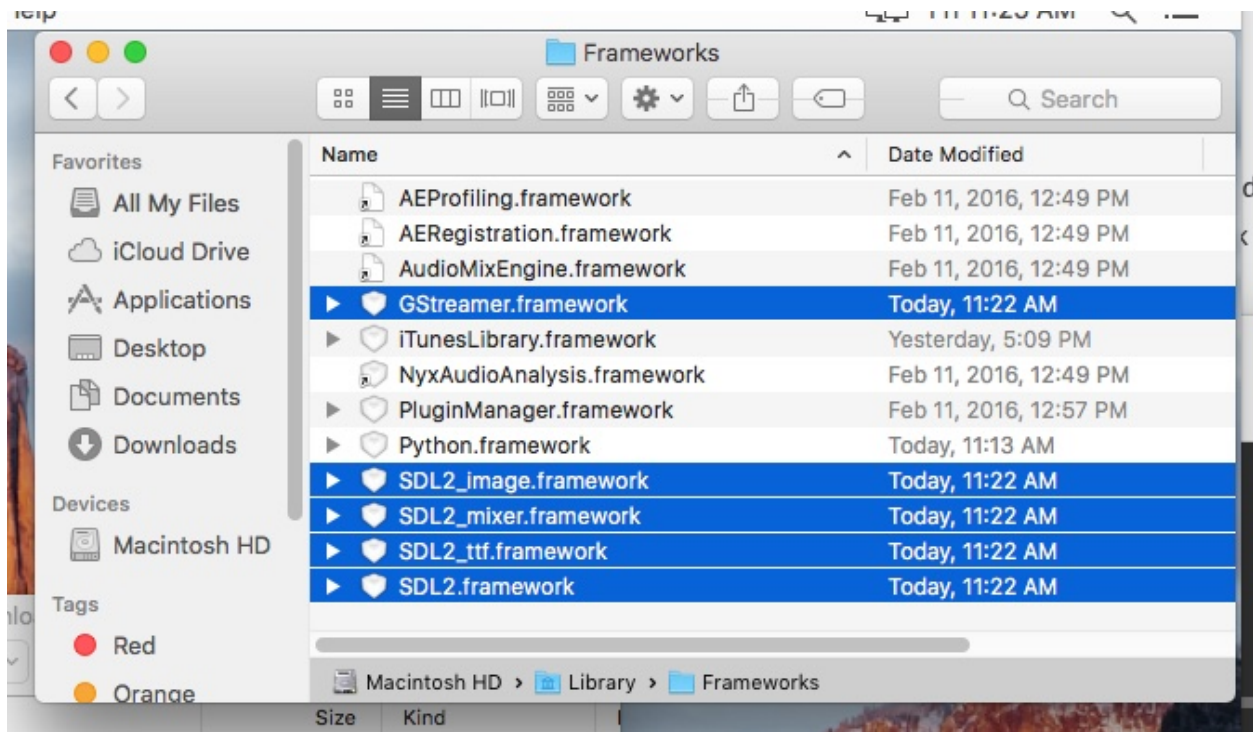 Help
Fri 11:23 AM
Frameworks
Search
Favorites
All My Files
iCloud Drive
Applications
Desktop
Documents
Downloads
Devices
Macintosh HD
Tags
Red
Orange
Name Date Modified
AEProfiling.framework Feb 11, 2016, 12:49 PM
AERegistration.framework Feb 11, 2016, 12:49 PM
AudioMixEngine.framework Feb 11, 2016, 12:49 PM
GStreamer.framework Today, 11:22 AM
iTunesLibrary.framework Yesterday, 5:09 PM
NyxAudioAnalysis.framework Feb 11, 2016, 12:49 PM
PluginManager.framework Feb 11, 2016, 12:57 PM
Python.framework Today, 11:13 AM
SDL2_image.framework Today, 11:22 AM
SDL2_mixer.framework Today, 11:22 AM
SDL2_ttf.framework Today, 11:22 AM
SDL2.framework Today, 11:22 AM
Macintosh HD › Library › Frameworks
Size Kind